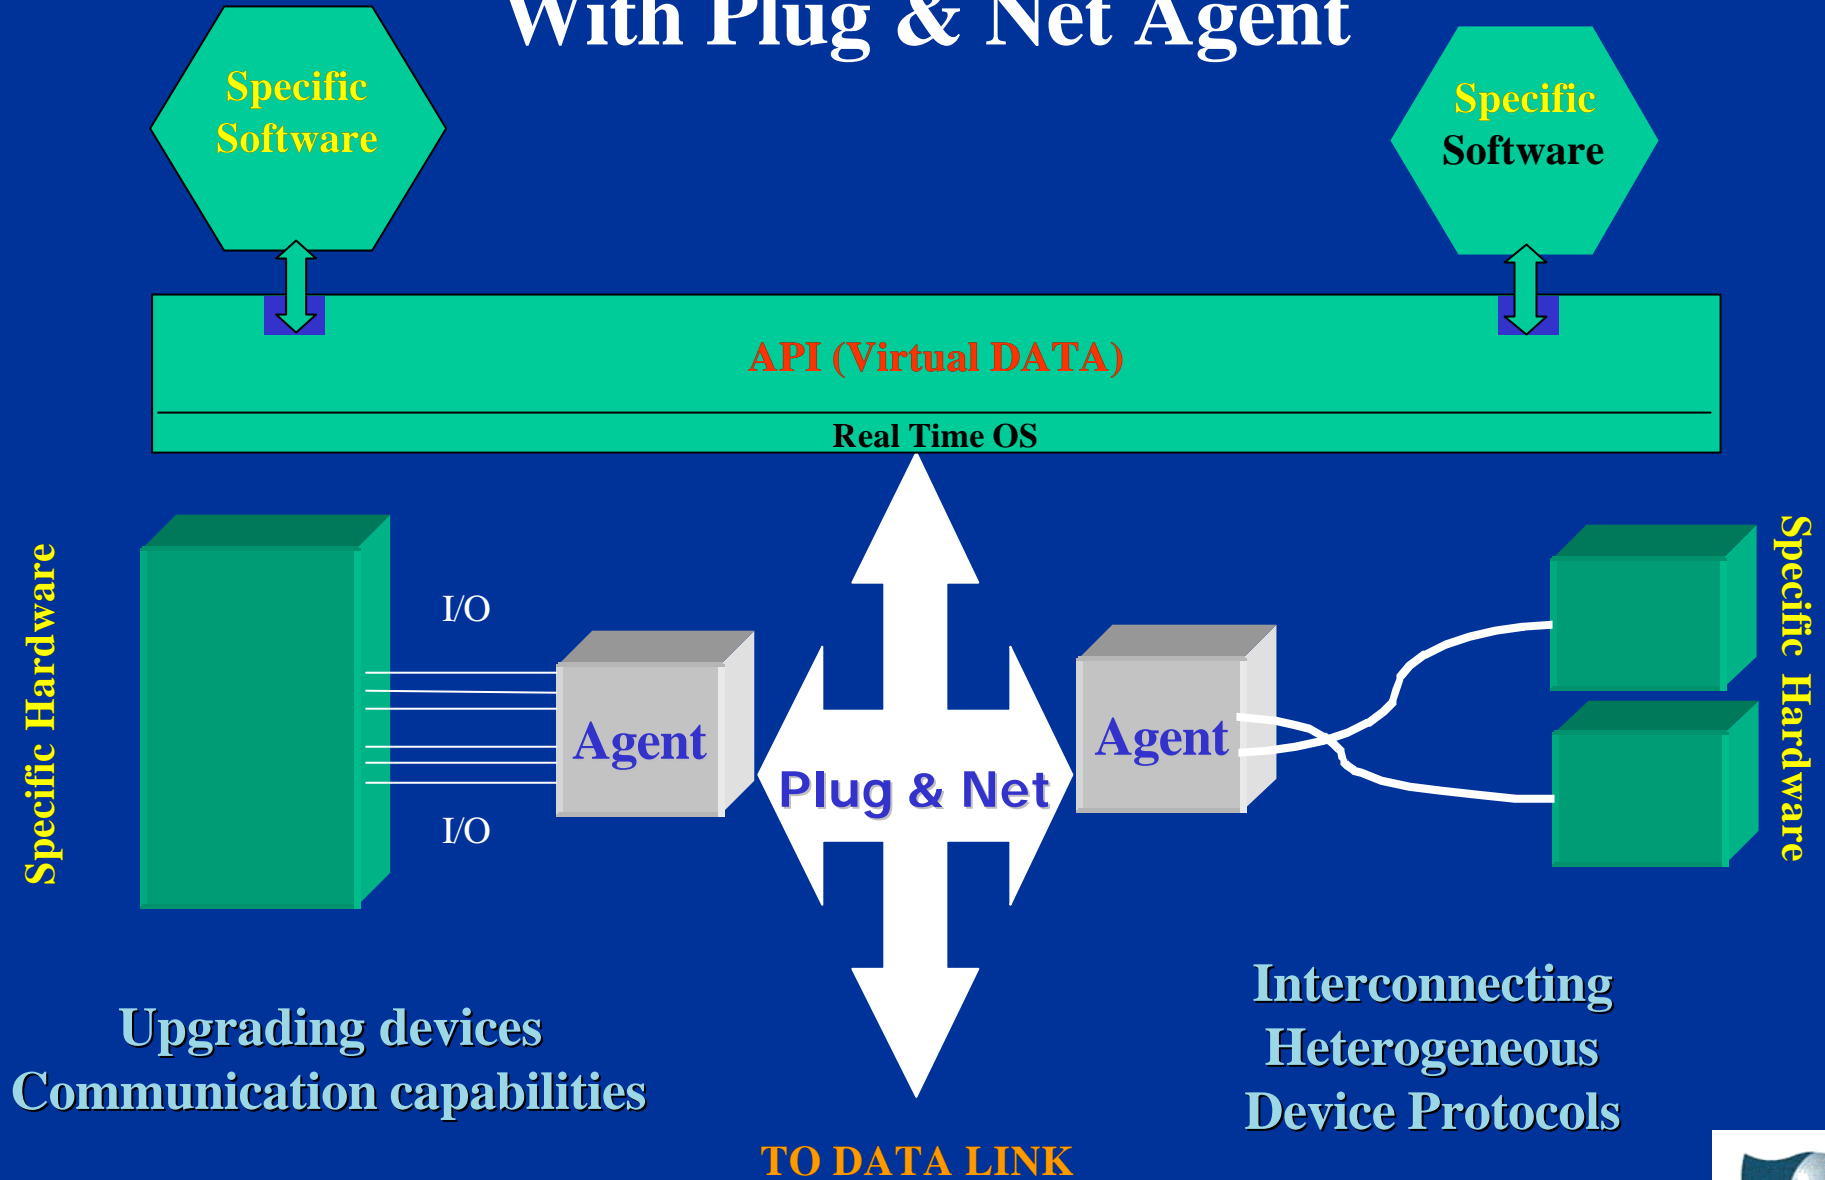 With Plug & Net Agent
Specific
Software
Specific
Software
API (Virtual DATA)
Real Time OS
Specific Hardware
I/O
Agent
I/O
Plug & Net
Agent
Specific Hardware
Upgrading devices
Communication capabilities
Interconnecting
Heterogeneous
Device Protocols
TO DATA LINK